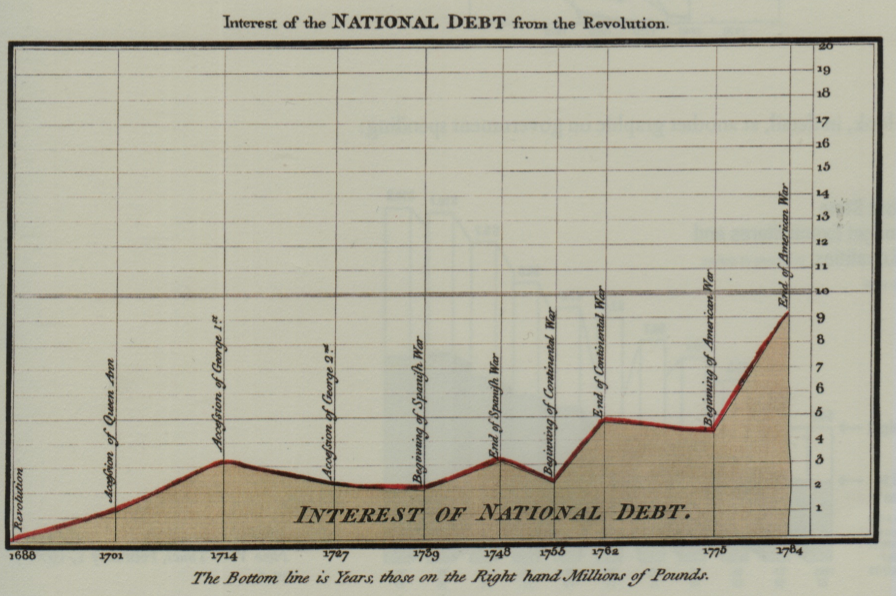 Interest of the NATIONAL DEBT from the Revolution.
20
19
18
17
16
15
14
13
12
11
10
9
8
7
6
5
4
3
2
1
Revolution
Acceſsion of Queen Ann
Acceſsion of George 1st
Acceſsion of George 2nd
Beginning of Spaniſh War
End of Spaniſh War
Beginning of Continental War
End of Continental War
Beginning of American War
End of American War
INTEREST OF NATIONAL DEBT.
1688 1701 1714 1727 1739 1748 1755 1762 1775 1784
The Bottom line is Years, those on the Right hand Millions of Pounds.